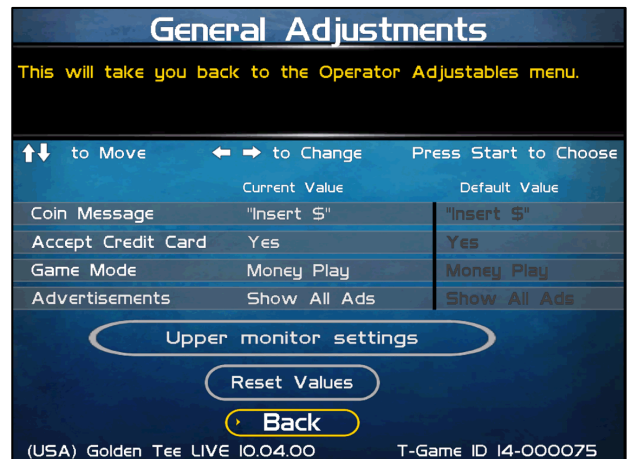 General Adjustments
This will take you back to the Operator Adjustables menu.
to Move to Change Press Start to Choose
Current Value Default Value
Coin Message "Insert $" "Insert $"
Accept Credit Card Yes Yes
Game Mode Money Play Money Play
Advertisements Show All Ads Show All Ads
Upper monitor settings
Reset Values
Back
(USA) Golden Tee LIVE 10.04.00 T-Game ID 14-000075